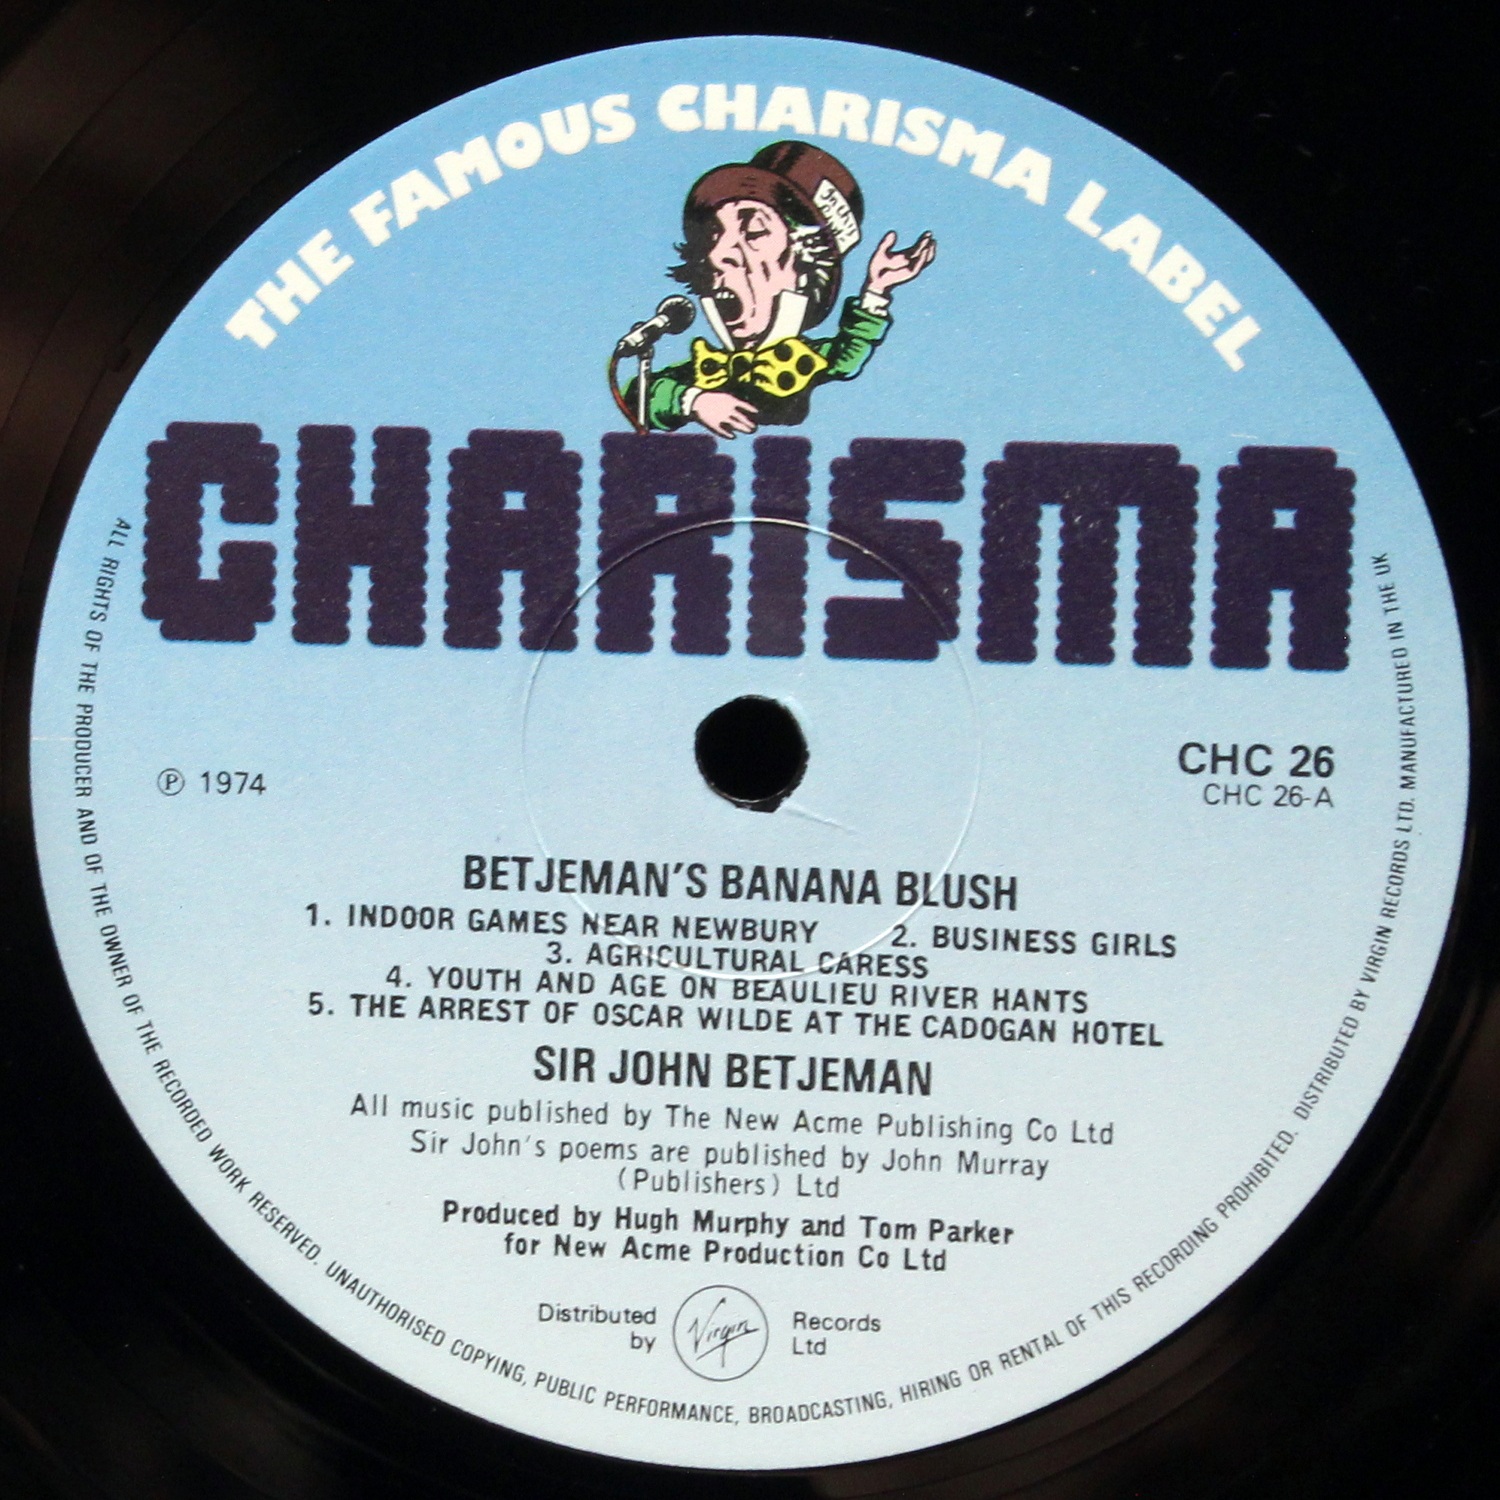 THE FAMOUS CHARISMA LABEL
CHARISMA
℗ 1974
CHC 26
CHC 26-A
BETJEMAN'S BANANA BLUSH
1. INDOOR GAMES NEAR NEWBURY 2. BUSINESS GIRLS
3. AGRICULTURAL CARESS
4. YOUTH AND AGE ON BEAULIEU RIVER HANTS
5. THE ARREST OF OSCAR WILDE AT THE CADOGAN HOTEL
SIR JOHN BETJEMAN
All music published by The New Acme Publishing Co Ltd
Sir John's poems are published by John Murray
(Publishers) Ltd
Produced by Hugh Murphy and Tom Parker
for New Acme Production Co Ltd
Distributed
by
Virgin
Records
Ltd
ALL RIGHTS OF THE PRODUCER AND OF THE OWNER OF THE RECORDED WORK RESERVED. UNAUTHORISED COPYING, PUBLIC PERFORMANCE, BROADCASTING, HIRING OR RENTAL OF THIS RECORDING PROHIBITED. DISTRIBUTED BY VIRGIN RECORDS LTD. MANUFACTURED IN THE UK